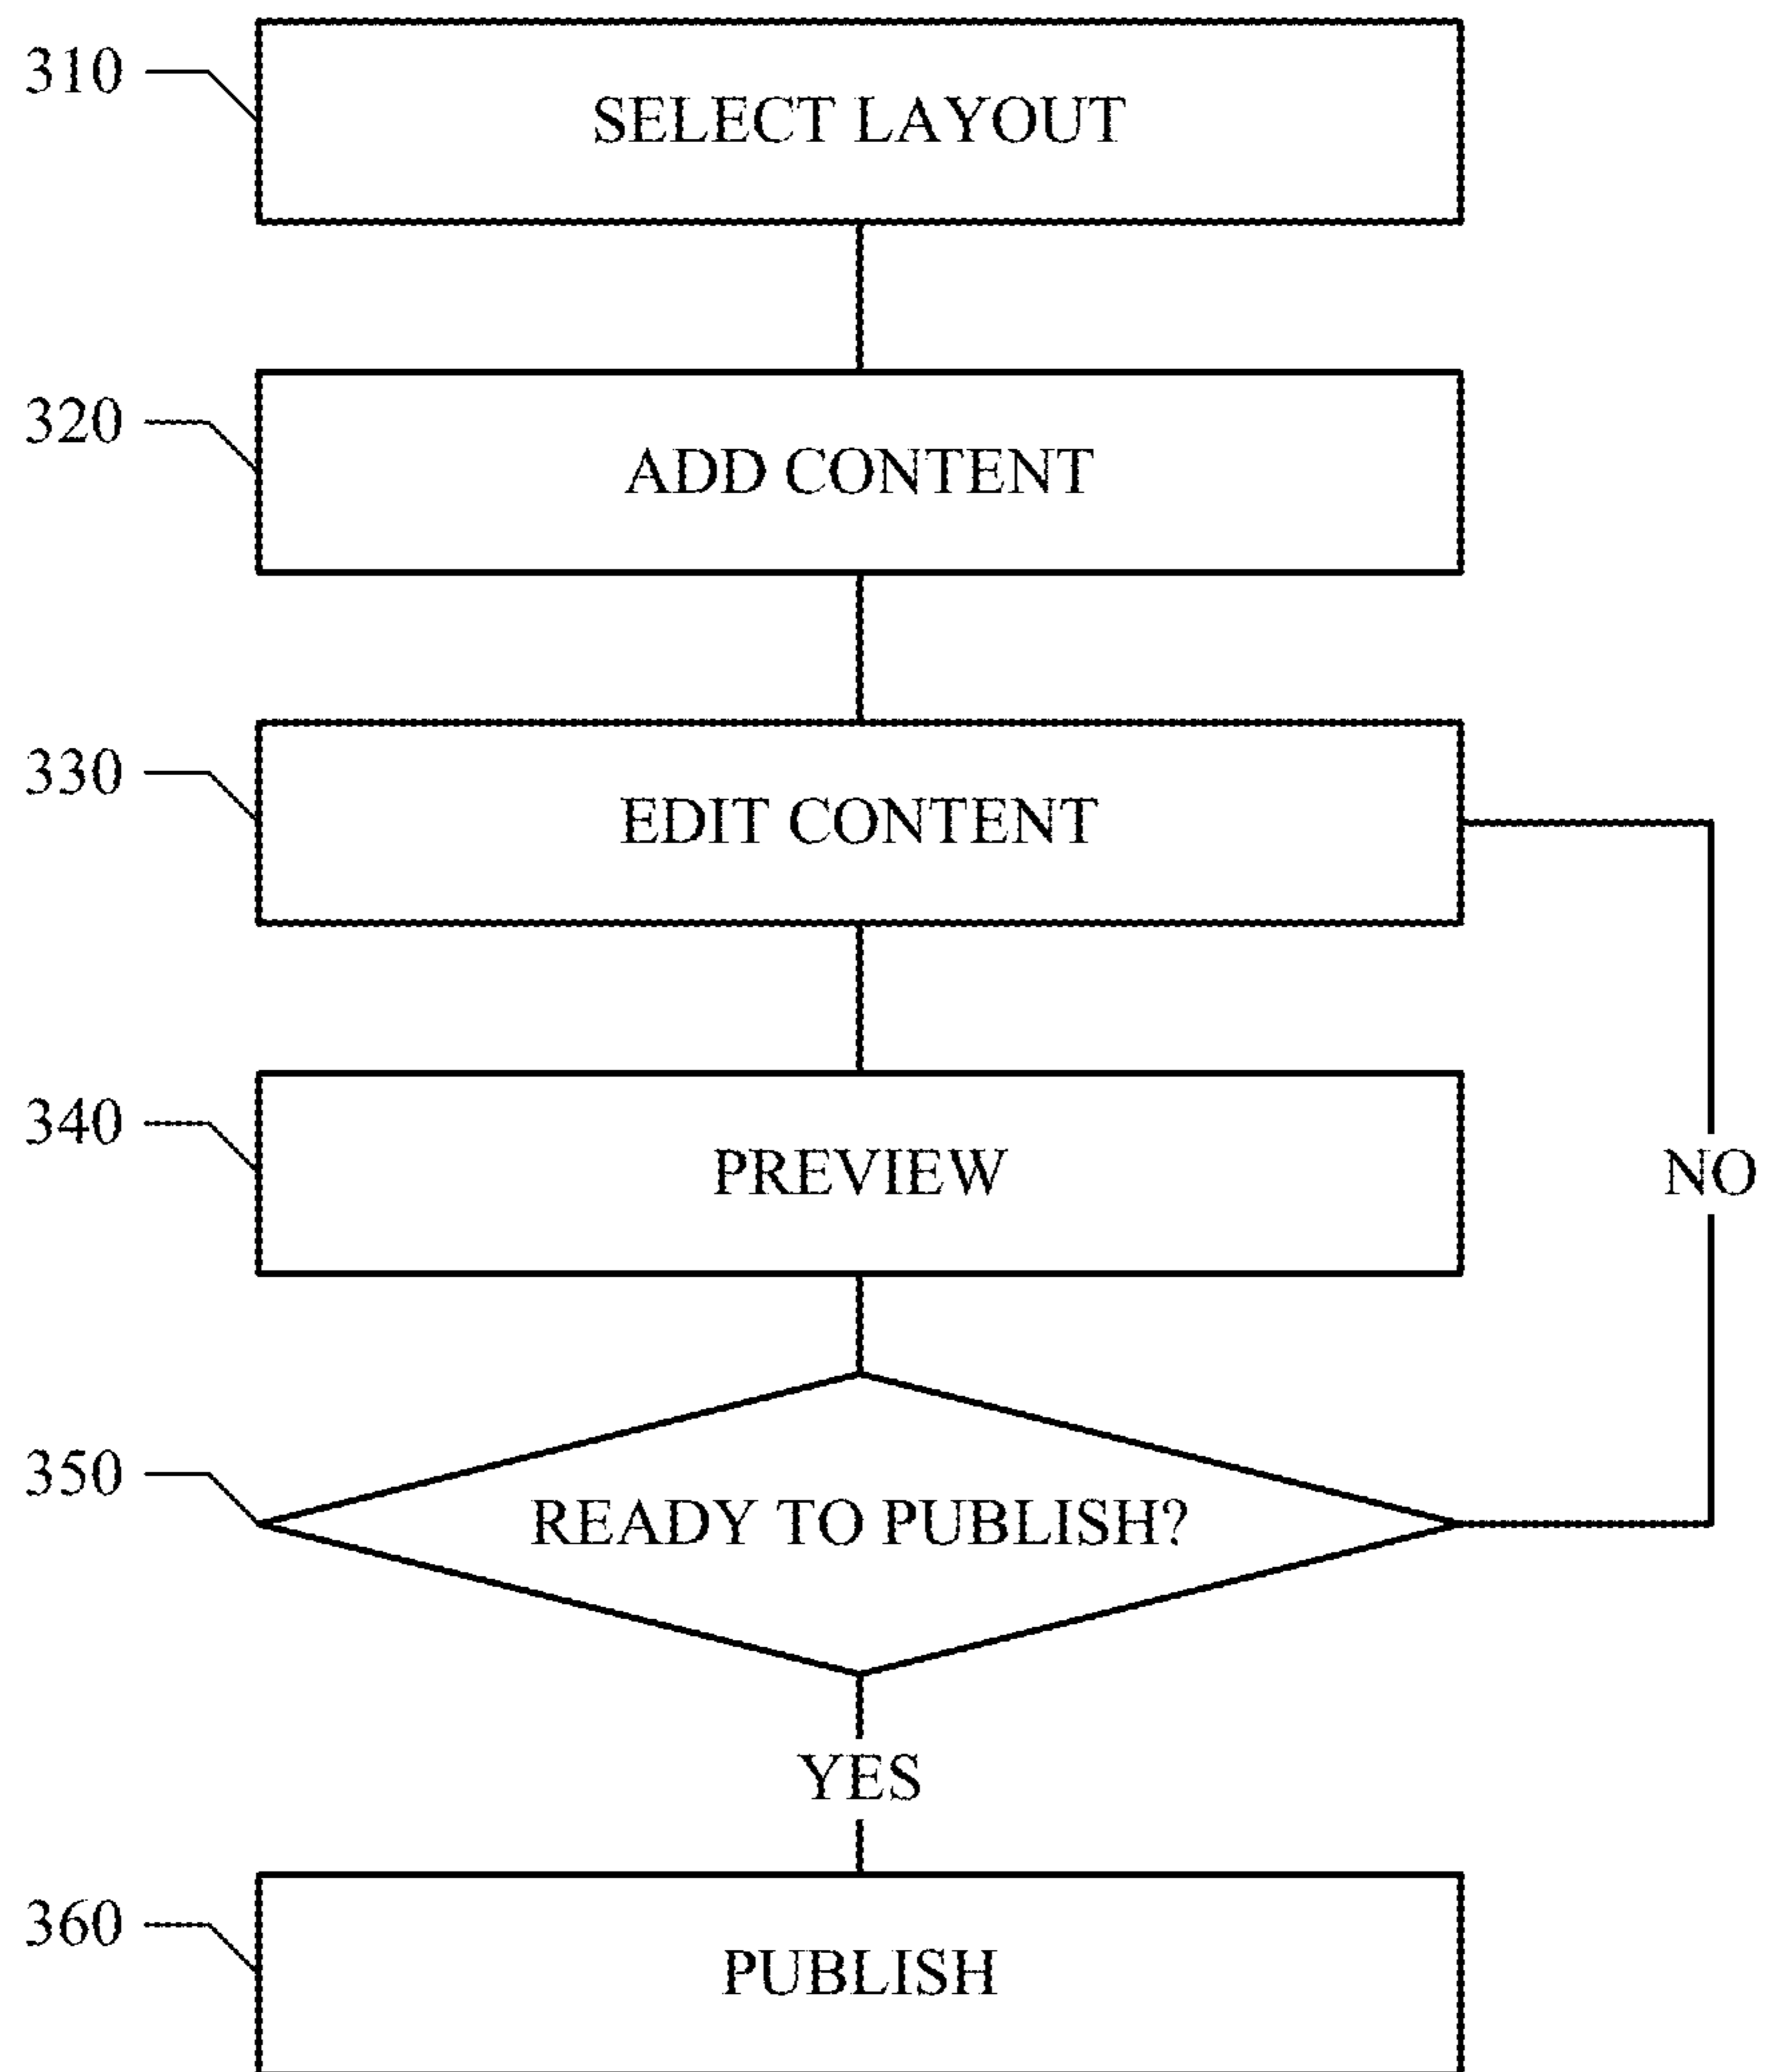 310
SELECT LAYOUT
320
ADD CONTENT
330
EDIT CONTENT
340
PREVIEW
NO
350
READY TO PUBLISH?
YES
360
PUBLISH